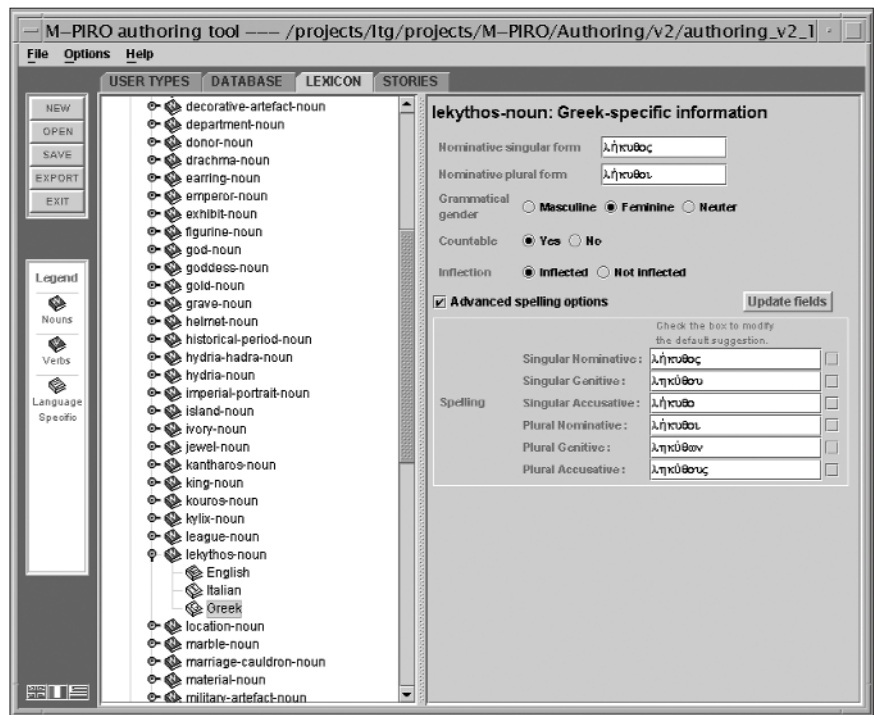 M–PIRO authoring tool ––– /projects/ltg/projects/M–PIRO/Authoring/v2/authoring_v2_1
File Options Help
USER TYPES DATABASE LEXICON STORIES
NEW
OPEN
SAVE
EXPORT
EXIT
Legend
Nouns
Verbs
Language
Specific
decorative-artefact-noun
department-noun
donor-noun
drachma-noun
earring-noun
emperor-noun
exhibit-noun
figurine-noun
god-noun
goddess-noun
gold-noun
grave-noun
helmet-noun
historical-period-noun
hydria-hadra-noun
hydria-noun
imperial-portrait-noun
island-noun
ivory-noun
jewel-noun
kantharos-noun
king-noun
kouros-noun
kylix-noun
league-noun
lekythos-noun
English
Italian
Greek
location-noun
marble-noun
marriage-cauldron-noun
material-noun
military-artefact-noun
lekythos-noun: Greek-specific information
Nominative singular form λήκυθος
Nominative plural form λήκυθοι
Grammatical
gender
Masculine Feminine Neuter
Countable Yes No
Inflection Inflected Not inflected
Advanced spelling options Update fields
Check the box to modify
the default suggestion.
Spelling
Singular Nominative: λήκυθος
Singular Genitive: ληκύθου
Singular Accusative: λήκυθο
Plural Nominative: λήκυθοι
Plural Genitive: ληκύθων
Plural Accusative: ληκύθους